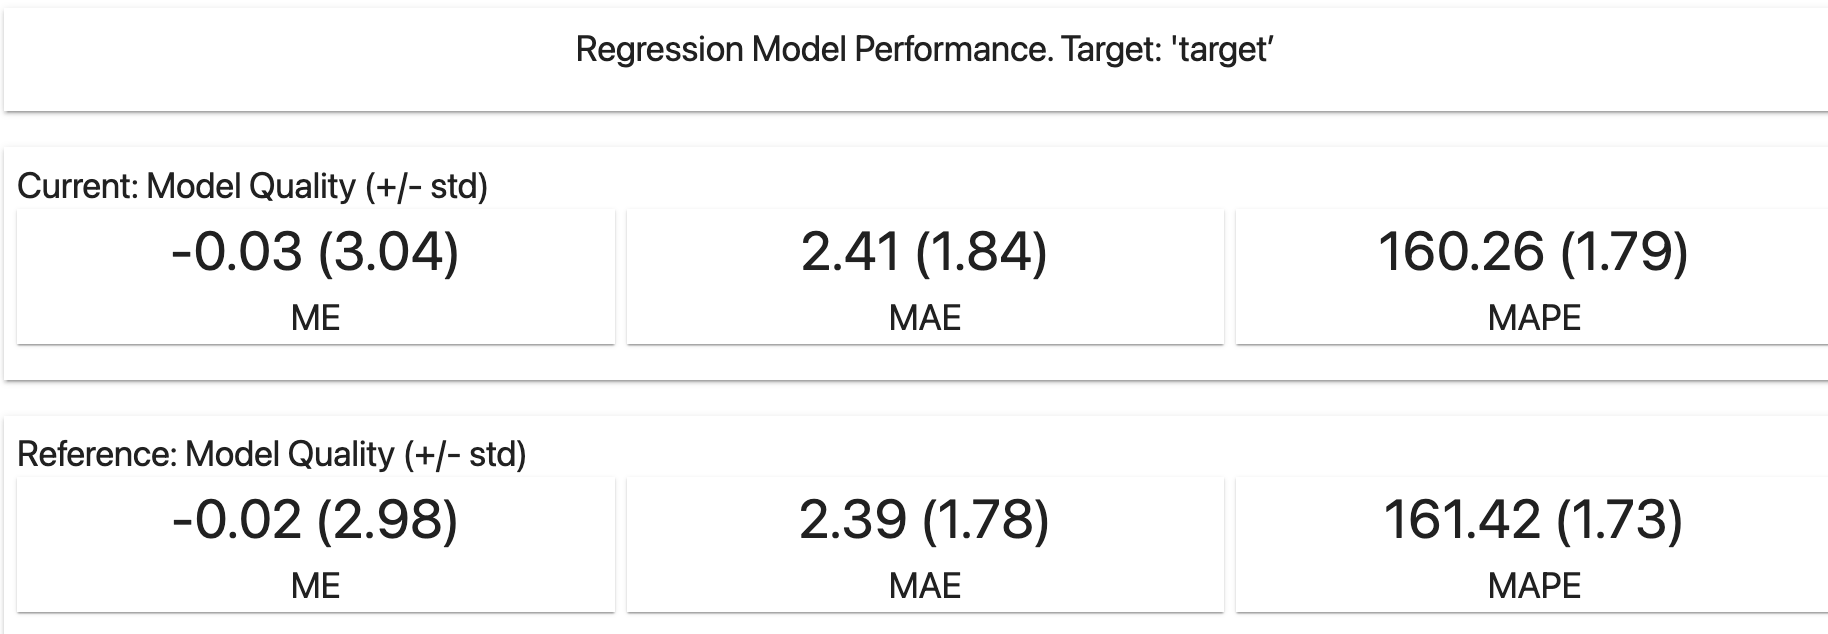 Regression Model Performance. Target: 'target’
Current: Model Quality (+/- std)
-0.03 (3.04)
ME
2.41 (1.84)
MAE
160.26 (1.79)
MAPE
Reference: Model Quality (+/- std)
-0.02 (2.98)
ME
2.39 (1.78)
MAE
161.42 (1.73)
MAPE